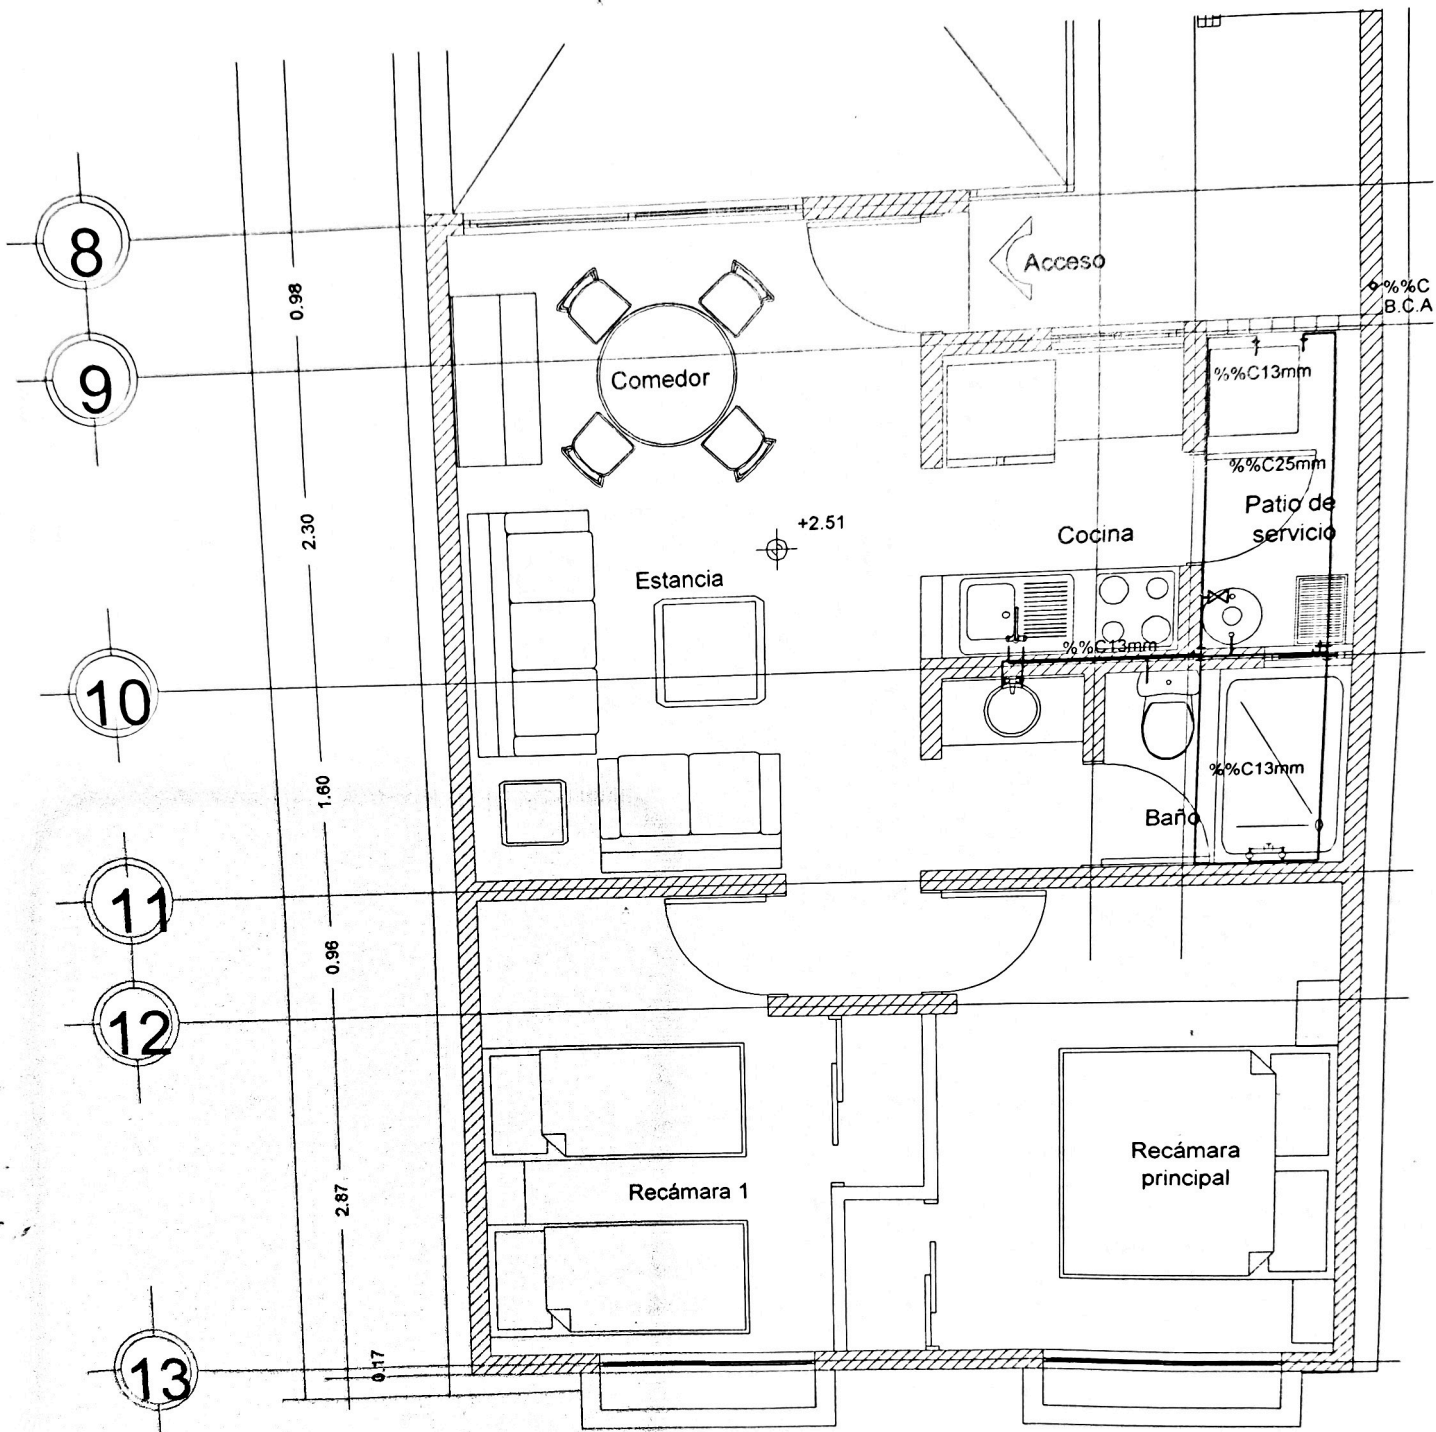 8
Acceso
%%C
B.C.A
0.98
9
Comedor
%%C13mm
%%C25mm
Patio de
servicio
2.30
+2.51
Cocina
Estancia
%%C13mm
10
1.60
%%C13mm
Baño
11
0.96
12
Recámara
principal
Recámara 1
2.87
0.17
13